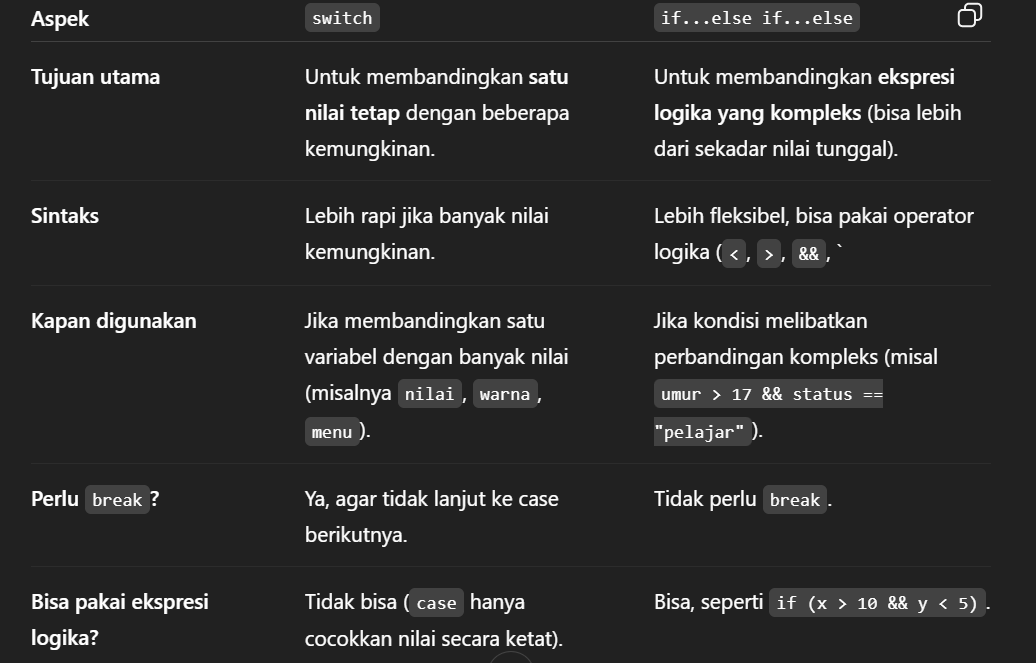 Aspek switch if...else if...else
Tujuan utama
Untuk membandingkan satu
nilai tetap dengan beberapa
kemungkinan.
Untuk membandingkan ekspresi
logika yang kompleks (bisa lebih
dari sekadar nilai tunggal).
Sintaks
Lebih rapi jika banyak nilai
kemungkinan.
Lebih fleksibel, bisa pakai operator
logika (<, >, &&, `
Kapan digunakan
Jika membandingkan satu
variabel dengan banyak nilai
(misalnya nilai, warna,
menu).
Jika kondisi melibatkan
perbandingan kompleks (misal
umur > 17 && status ==
"pelajar").
Perlu break?
Ya, agar tidak lanjut ke case
berikutnya.
Tidak perlu break.
Bisa pakai ekspresi
logika?
Tidak bisa (case hanya
cocokkan nilai secara ketat).
Bisa, seperti if (x > 10 && y < 5).